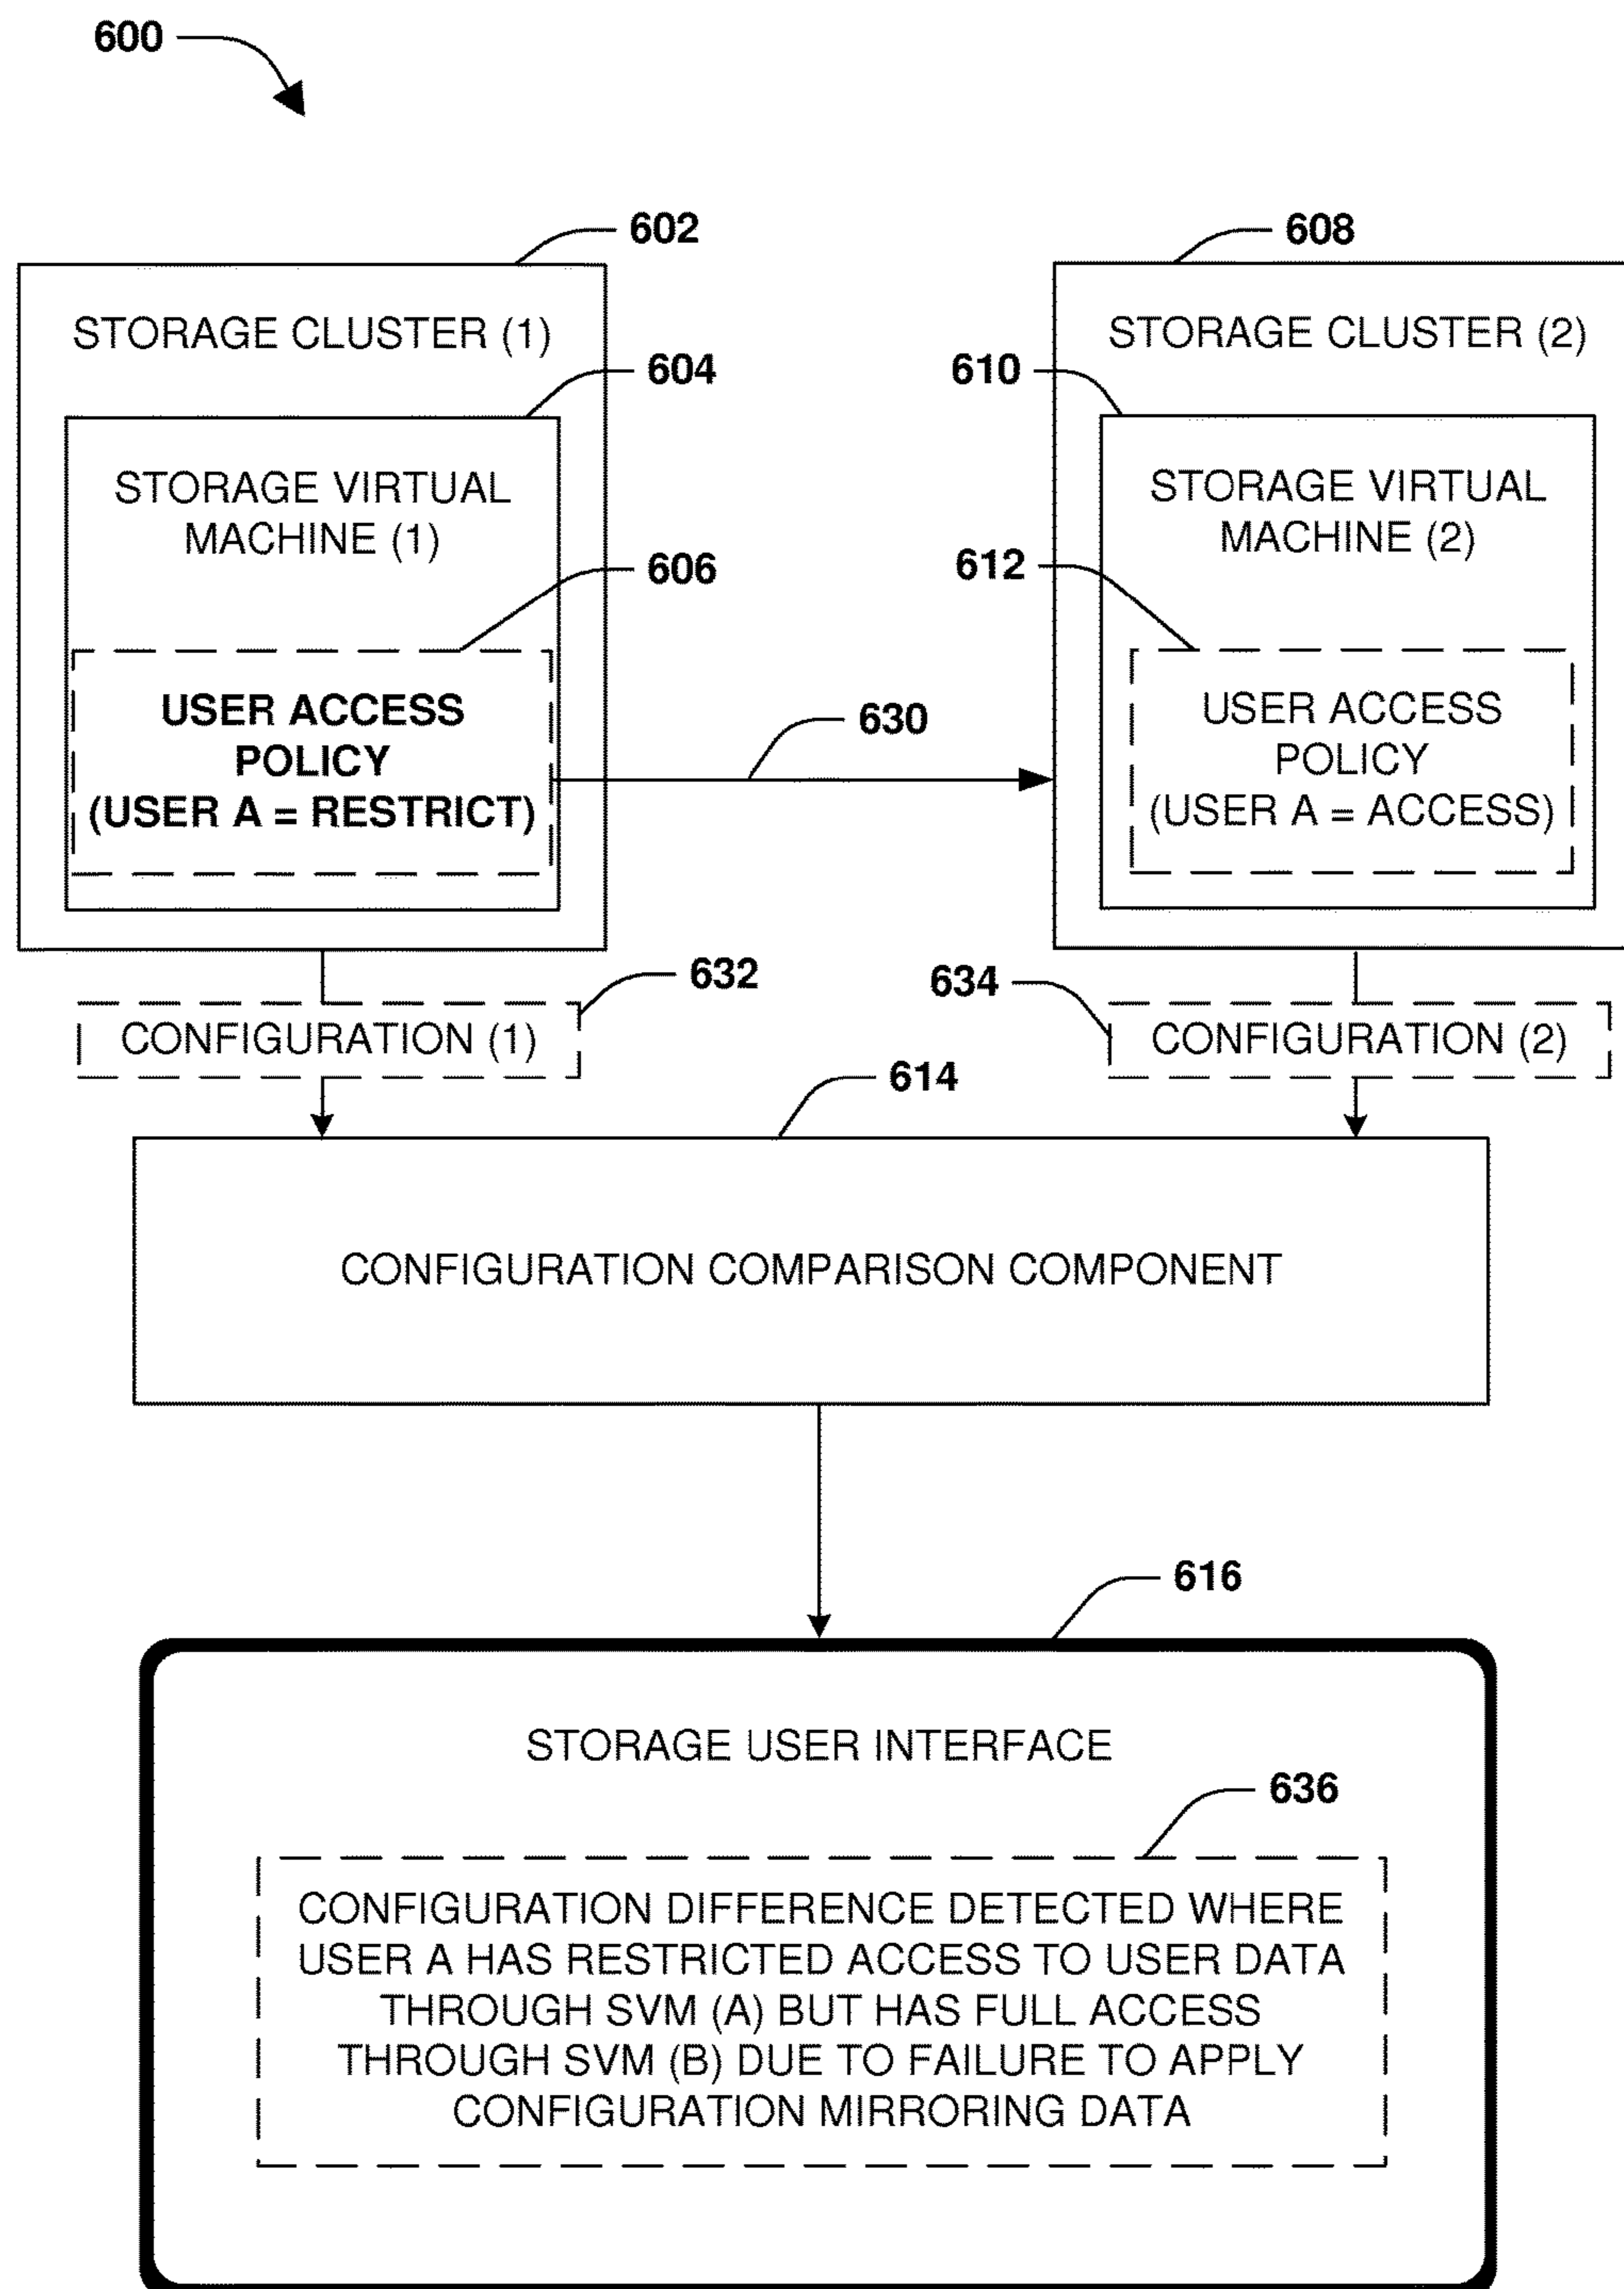 600
602
608
STORAGE CLUSTER (1)
STORAGE CLUSTER (2)
604
610
STORAGE VIRTUAL
MACHINE (1)
STORAGE VIRTUAL
MACHINE (2)
606
612
USER ACCESS
POLICY
(USER A = RESTRICT)
USER ACCESS
POLICY
(USER A = ACCESS)
630
632
634
CONFIGURATION (1)
CONFIGURATION (2)
614
CONFIGURATION COMPARISON COMPONENT
616
STORAGE USER INTERFACE
636
CONFIGURATION DIFFERENCE DETECTED WHERE
USER A HAS RESTRICTED ACCESS TO USER DATA
THROUGH SVM (A) BUT HAS FULL ACCESS
THROUGH SVM (B) DUE TO FAILURE TO APPLY
CONFIGURATION MIRRORING DATA